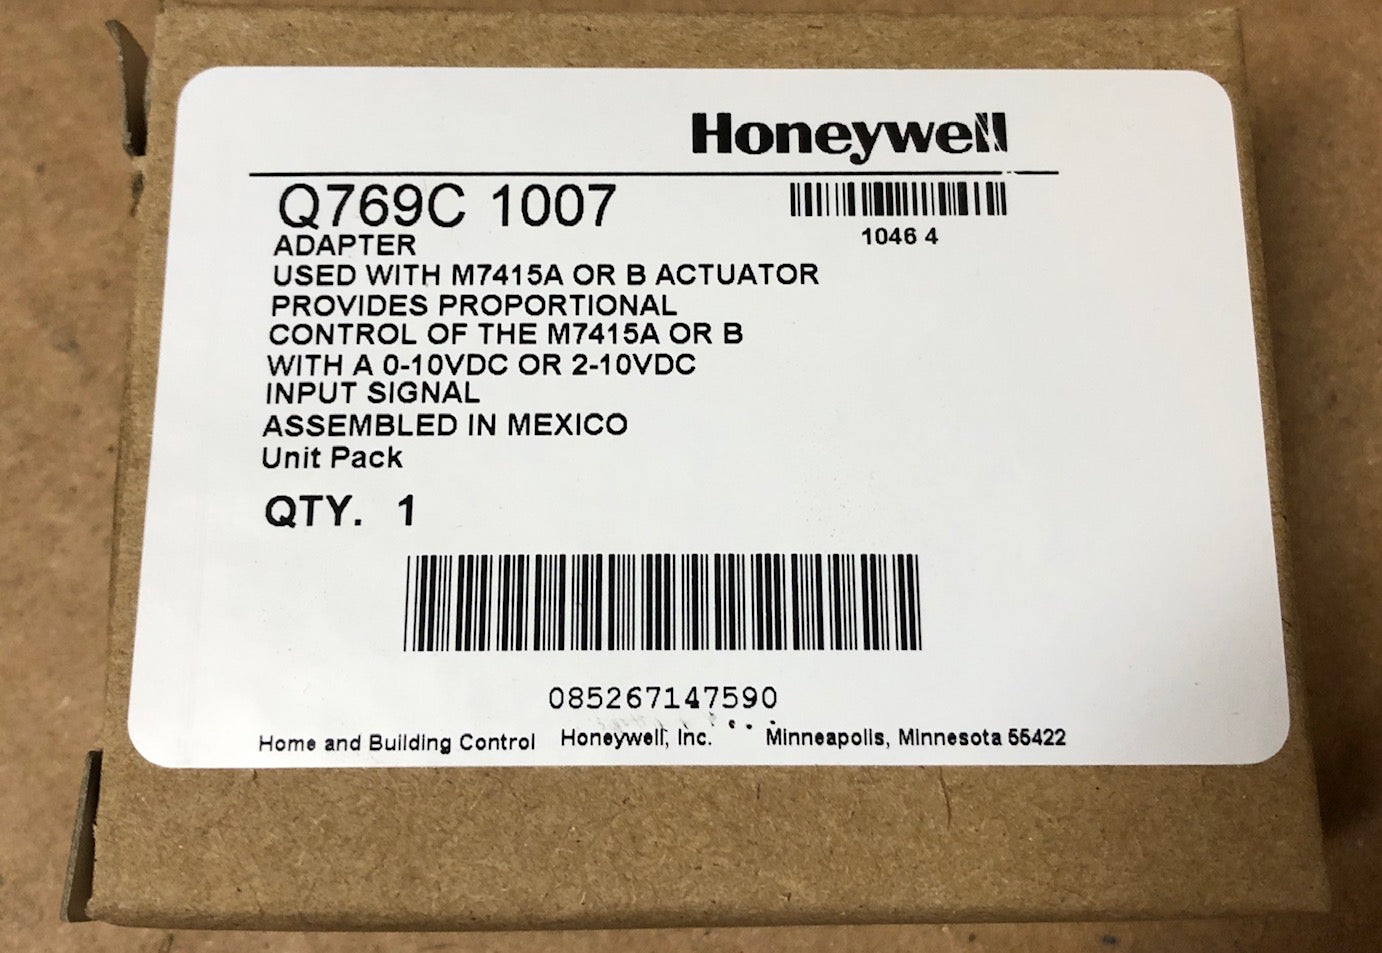 Honeywell
Q769C 1007
1046 4
ADAPTER
USED WITH M7415A OR B ACTUATOR
PROVIDES PROPORTIONAL
CONTROL OF THE M7415A OR B
WITH A 0-10VDC OR 2-10VDC
INPUT SIGNAL
ASSEMBLED IN MEXICO
Unit Pack
QTY. 1
085267147590
Home and Building Control Honeywell, Inc. Minneapolis, Minnesota 55422